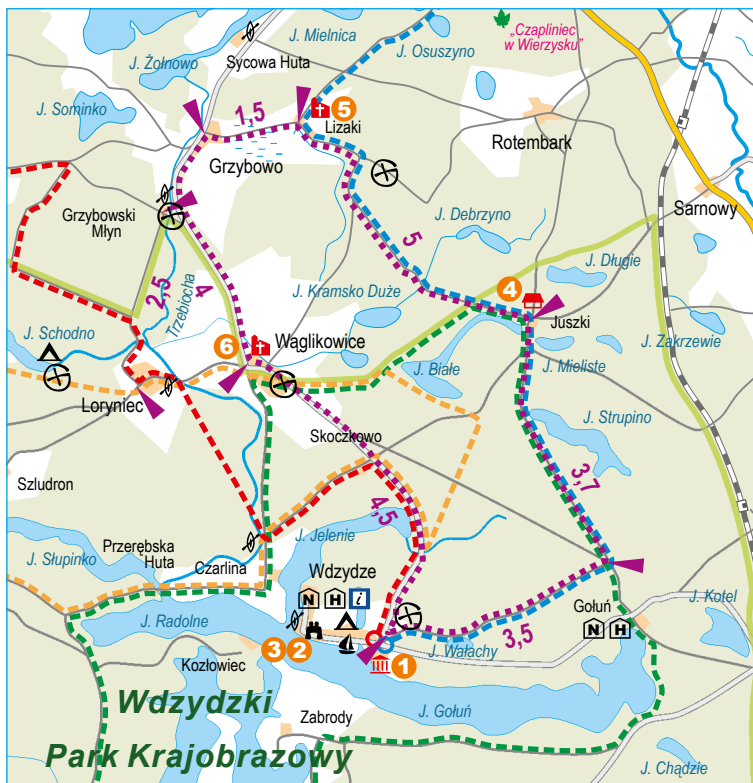 J. Mielnica
„Czapliniec
w Wierzysku”
J. Osuszyno
J. Żołnowo
Sycowa Huta
J. Sominko
1,5
5
Lizaki
Rotembark
Grzybowo
Sarnowy
Grzybowski
Młyn
J. Debrzyno
5
J. Długie
4
2,5
Trzebiocha
4
J. Kramsko Duże
Juszki
J. Zakrzewie
J. Schodno
6
Wąglikowice
J. Białe
J. Mieliste
Loryniec
J. Strupino
Skoczkowo
3,7
Szludron
4,5
J. Jelenie
Przerębska
Huta
J. Słupinko
Czarlina
Wdzydze
N H i
Gołuń
J. Kotel
N H
J. Radolne
3,5
J. Wałachy
3 2
1
Kozłowiec
Wdzydzki
Park Krajobrazowy
Zabrody
J. Gołuń
J. Chądzie